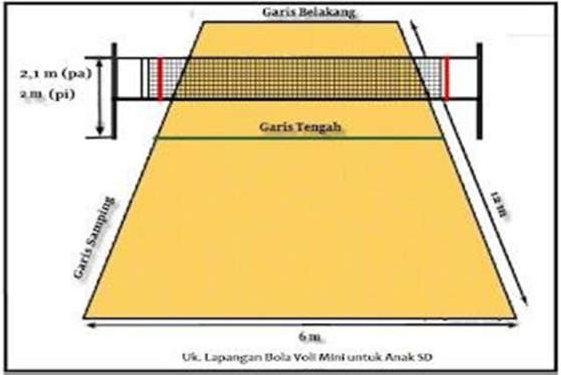 Garis Belakang
2,1 m (pa)
2 m (pi)
Garis Tengah
Garis Samping
12 m
6 m
Uk. Lapangan Bola Voli Mini untuk Anak SD